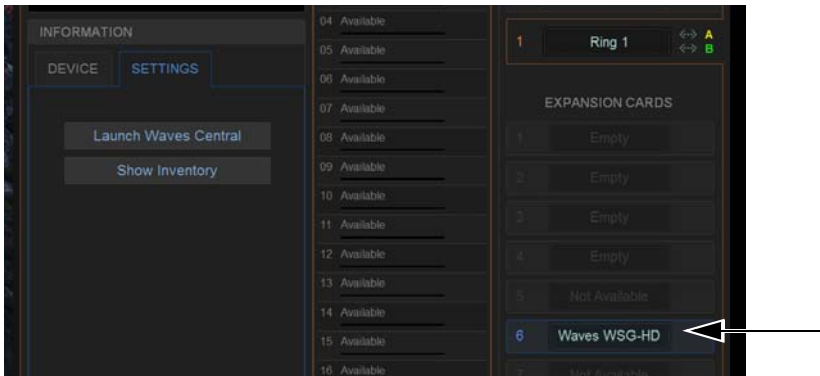 INFORMATION
DEVICE
SETTINGS
Launch Waves Central
Show Inventory
04 Available
05 Available
06 Available
07 Available
08 Available
09 Available
10 Available
11 Available
12 Available
13 Available
14 Available
15 Available
16 Available
1 Ring 1 A
B
EXPANSION CARDS
1 Empty
2 Empty
3 Empty
4 Empty
5 Not Available
6 Waves WSG-HD
7 Not Available